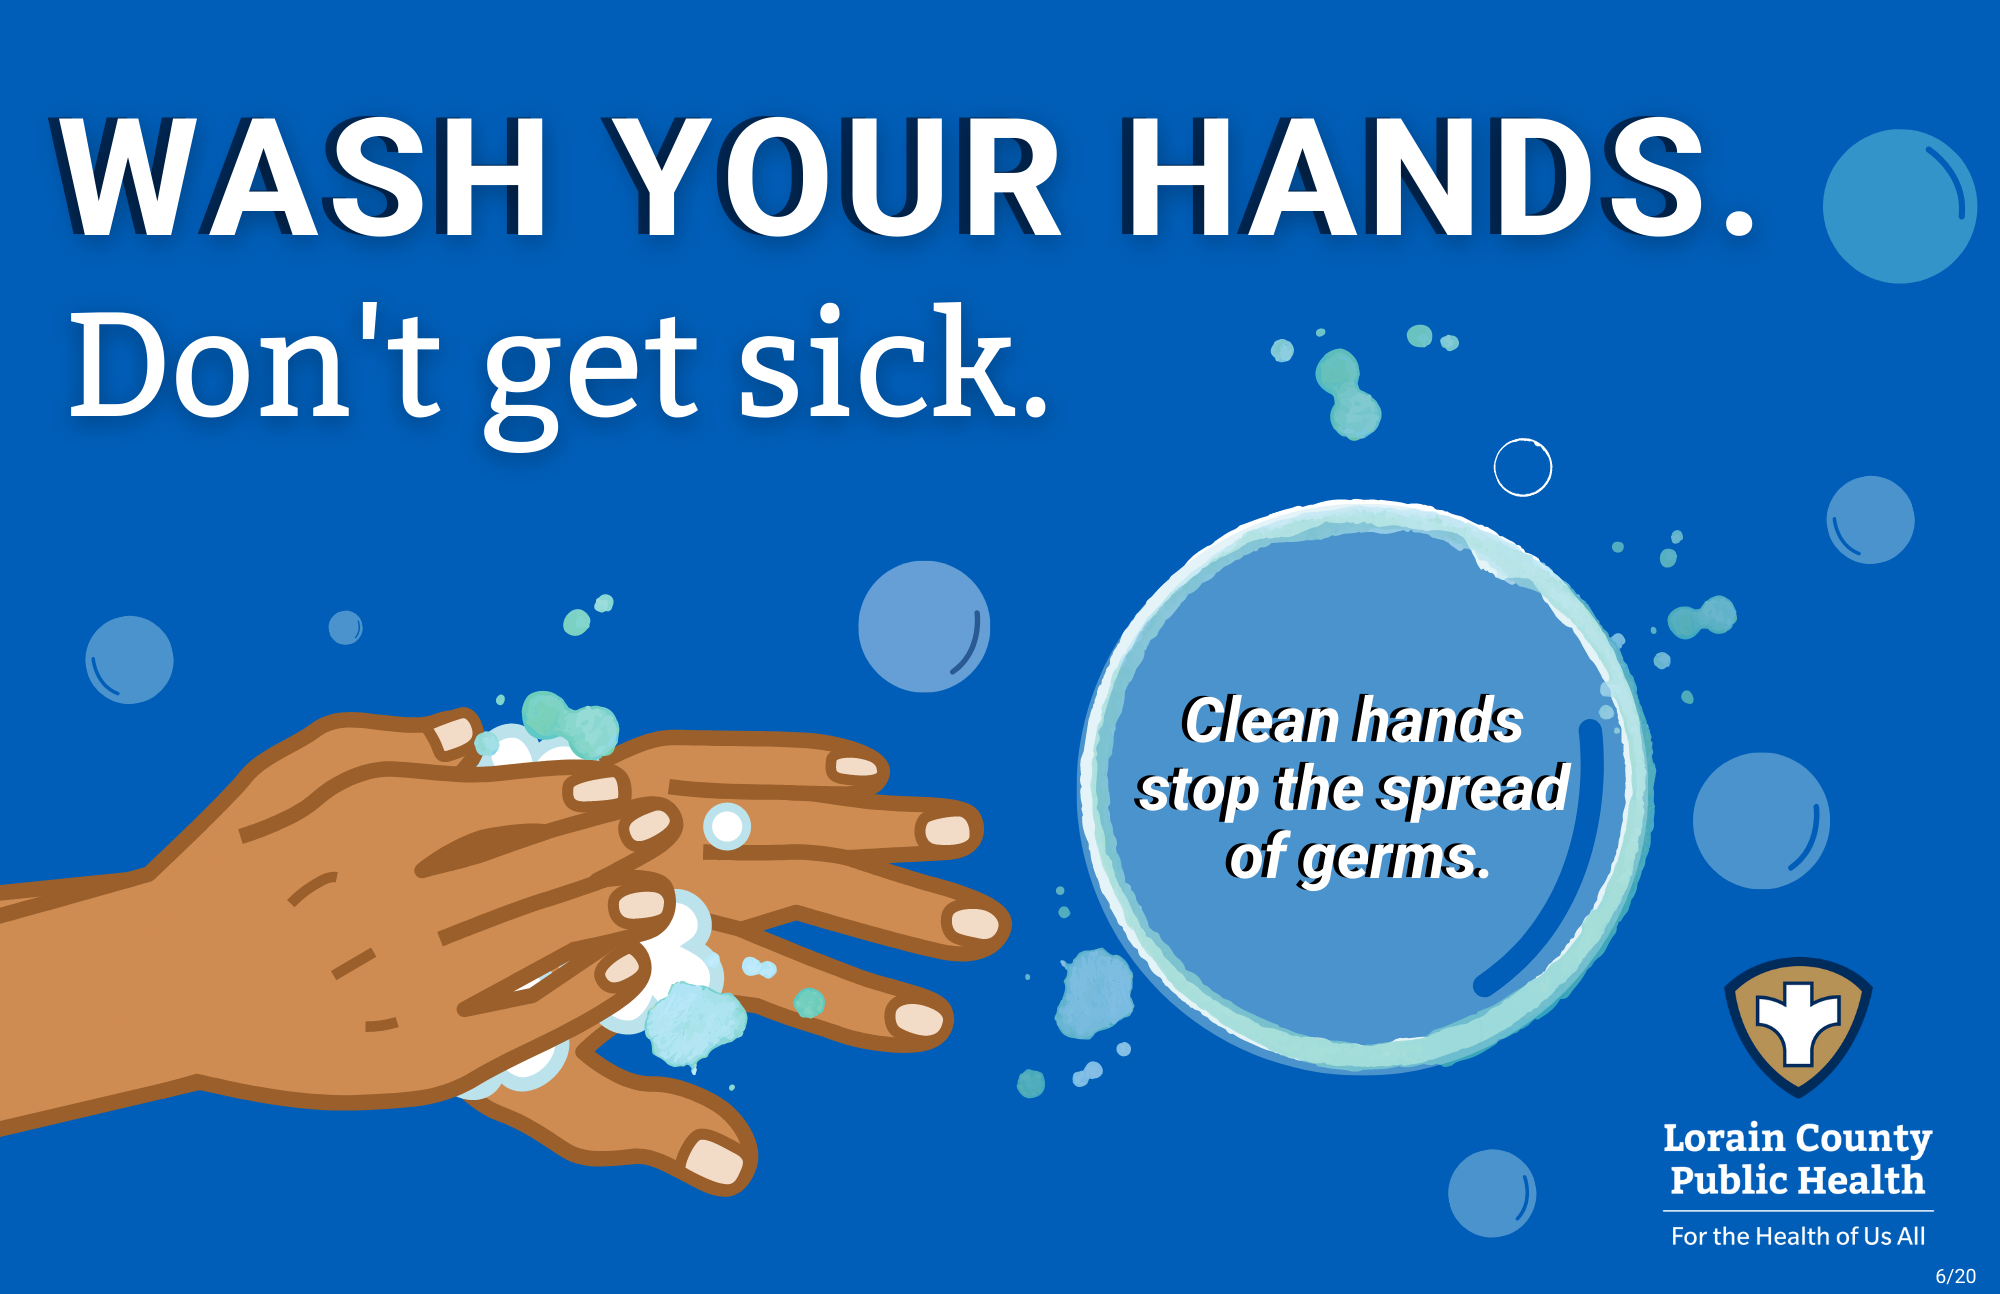 WASH YOUR HANDS.
Don't get sick.
Clean hands
stop the spread
of germs.
Lorain County
Public Health
For the Health of Us All
6/20